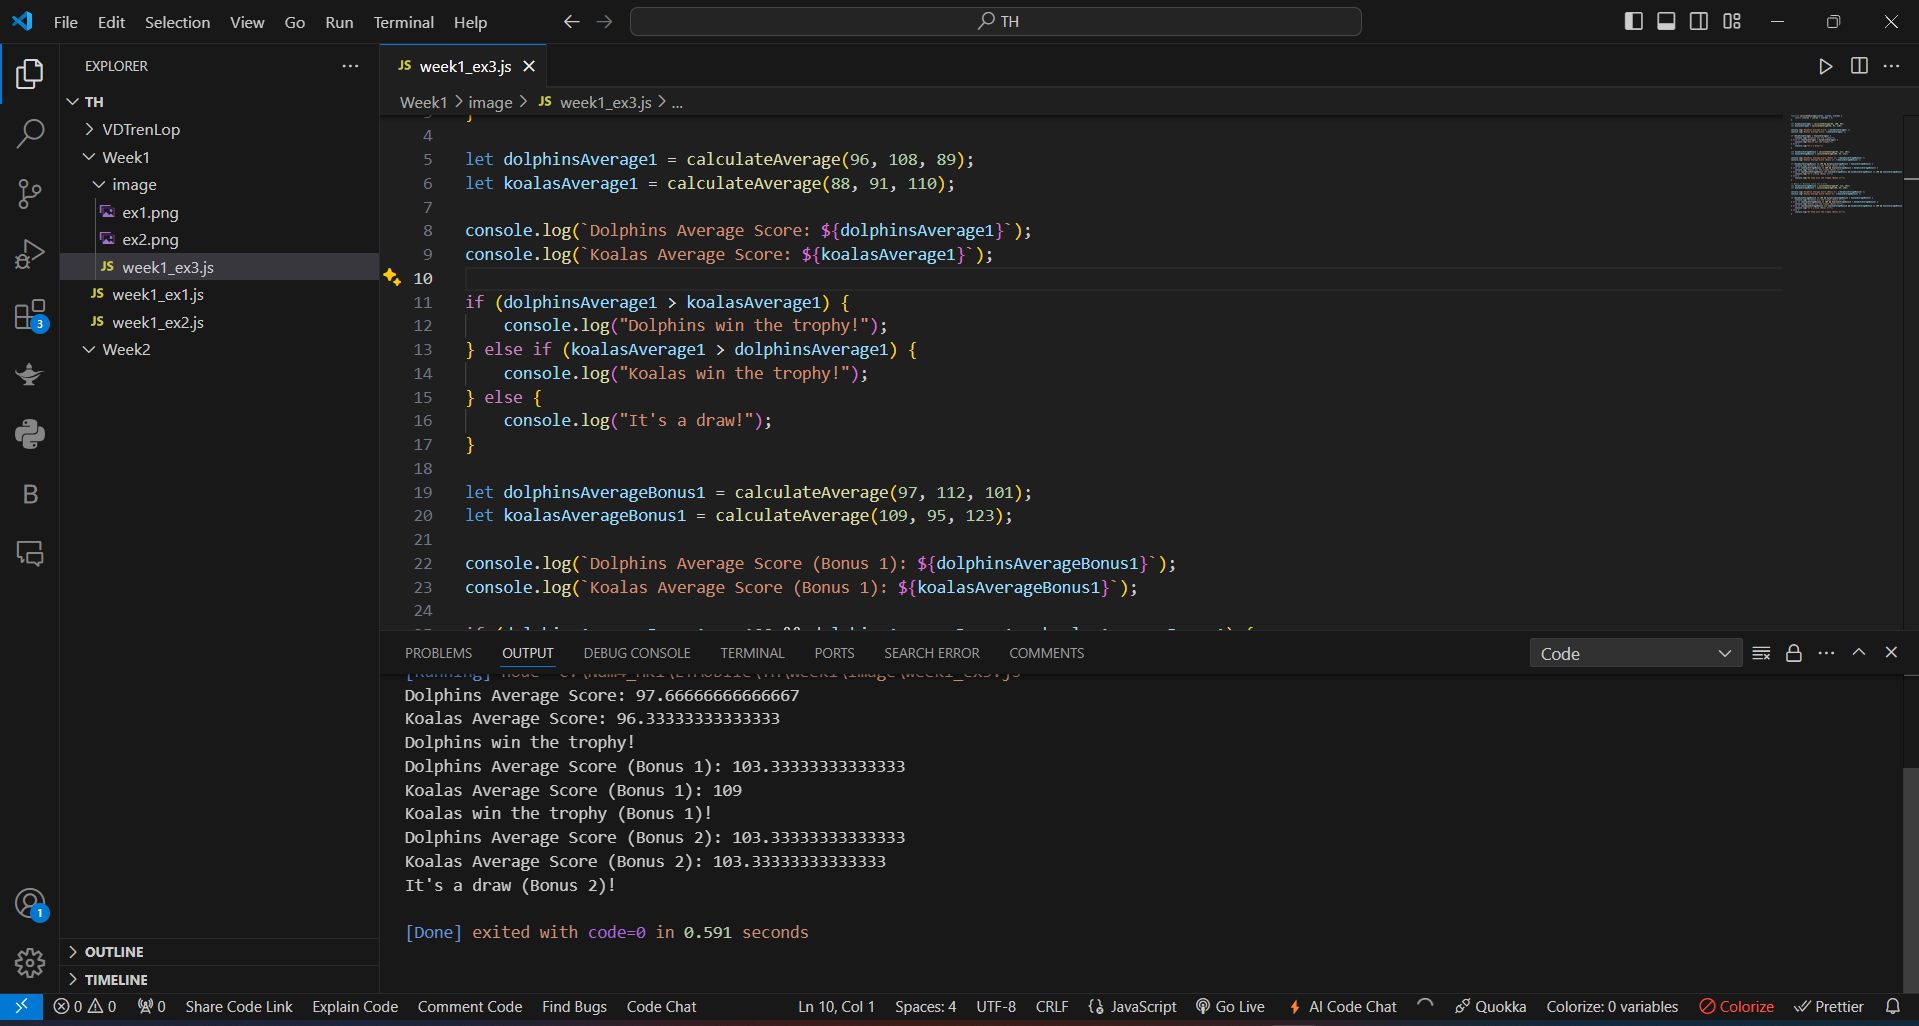 File Edit Selection View Go Run Terminal Help
TH
EXPLORER
TH
VDTrenLop
Week1
image
ex1.png
ex2.png
JS week1_ex3.js
JS week1_ex1.js
JS week1_ex2.js
Week2
OUTLINE
TIMELINE
JS week1_ex3.js
Week1 > image > JS week1_ex3.js > ...
4
5 let dolphinsAverage1 = calculateAverage(96, 108, 89);
6 let koalasAverage1 = calculateAverage(88, 91, 110);
7
8 console.log(`Dolphins Average Score: ${dolphinsAverage1}`);
9 console.log(`Koalas Average Score: ${koalasAverage1}`);
10
11 if (dolphinsAverage1 > koalasAverage1) {
12 console.log("Dolphins win the trophy!");
13 } else if (koalasAverage1 > dolphinsAverage1) {
14 console.log("Koalas win the trophy!");
15 } else {
16 console.log("It's a draw!");
17 }
18
19 let dolphinsAverageBonus1 = calculateAverage(97, 112, 101);
20 let koalasAverageBonus1 = calculateAverage(109, 95, 123);
21
22 console.log(`Dolphins Average Score (Bonus 1): ${dolphinsAverageBonus1}`);
23 console.log(`Koalas Average Score (Bonus 1): ${koalasAverageBonus1}`);
24
PROBLEMS OUTPUT DEBUG CONSOLE TERMINAL PORTS SEARCH ERROR COMMENTS
Code
Dolphins Average Score: 97.66666666666667
Koalas Average Score: 96.33333333333333
Dolphins win the trophy!
Dolphins Average Score (Bonus 1): 103.33333333333333
Koalas Average Score (Bonus 1): 109
Koalas win the trophy (Bonus 1)!
Dolphins Average Score (Bonus 2): 103.33333333333333
Koalas Average Score (Bonus 2): 103.33333333333333
It's a draw (Bonus 2)!
[Done] exited with code=0 in 0.591 seconds
3
B
1
0 0 0 Share Code Link Explain Code Comment Code Find Bugs Code Chat Ln 10, Col 1 Spaces: 4 UTF-8 CRLF JavaScript Go Live AI Code Chat Quokka Colorize: 0 variables Colorize Prettier